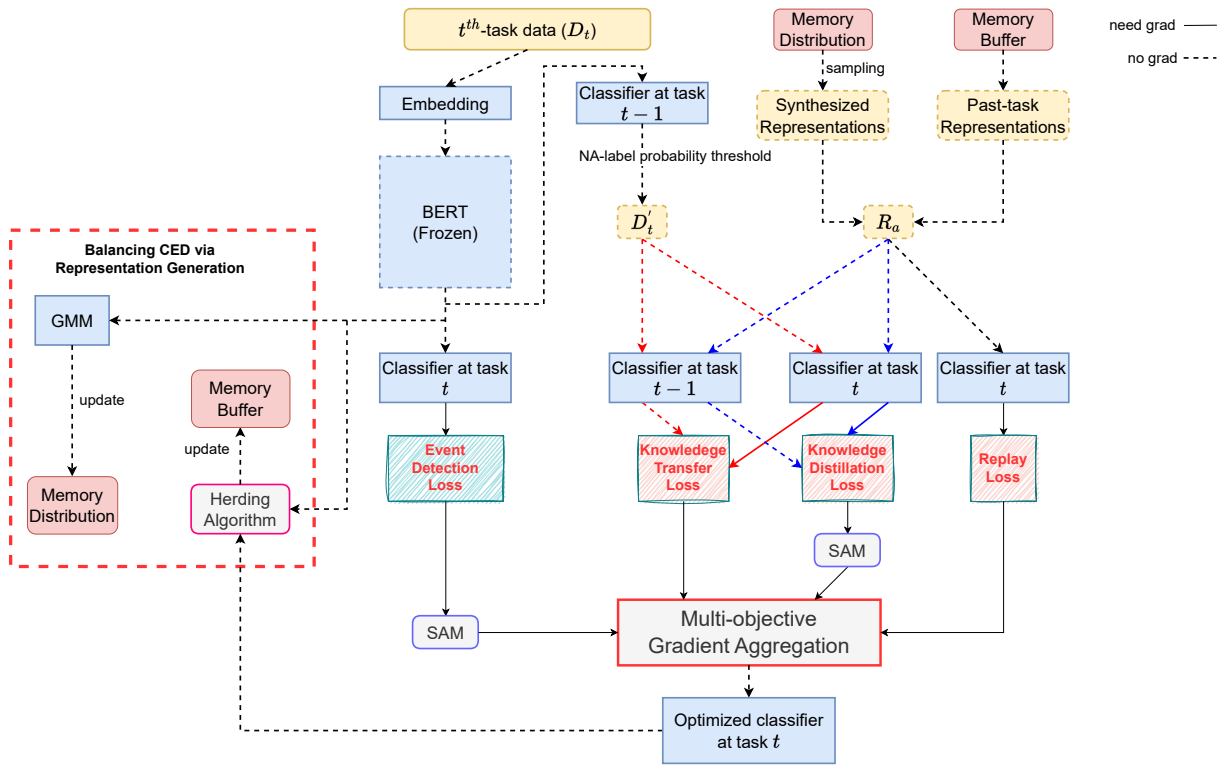 t^{th}-task data (D_t)
Memory
Distribution
Memory
Buffer
need grad
no grad
sampling
Embedding
Classifier at task
t − 1
Synthesized
Representations
Past-task
Representations
NA-label probability threshold
BERT
(Frozen)
D_t^'
R_a
Balancing CED via
Representation Generation
GMM
update
Memory
Buffer
update
Memory
Distribution
Herding
Algorithm
Classifier at task
t
Classifier at task
t − 1
Classifier at task
t
Classifier at task
t
Event
Detection
Loss
Knowledege
Transfer
Loss
Knowledge
Distillation
Loss
Replay
Loss
SAM
SAM
Multi-objective
Gradient Aggregation
Optimized classifier
at task t